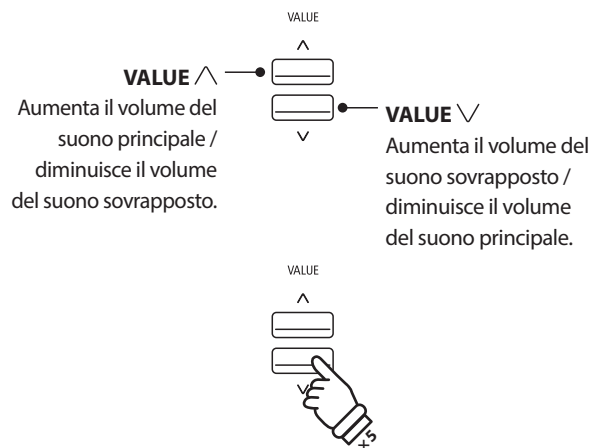 VALUE
VALUE ∧
Aumenta il volume del
suono principale /
diminuisce il volume
del suono sovrapposto.
VALUE ∨
Aumenta il volume del
suono sovrapposto /
diminuisce il volume
del suono principale.
VALUE
×5